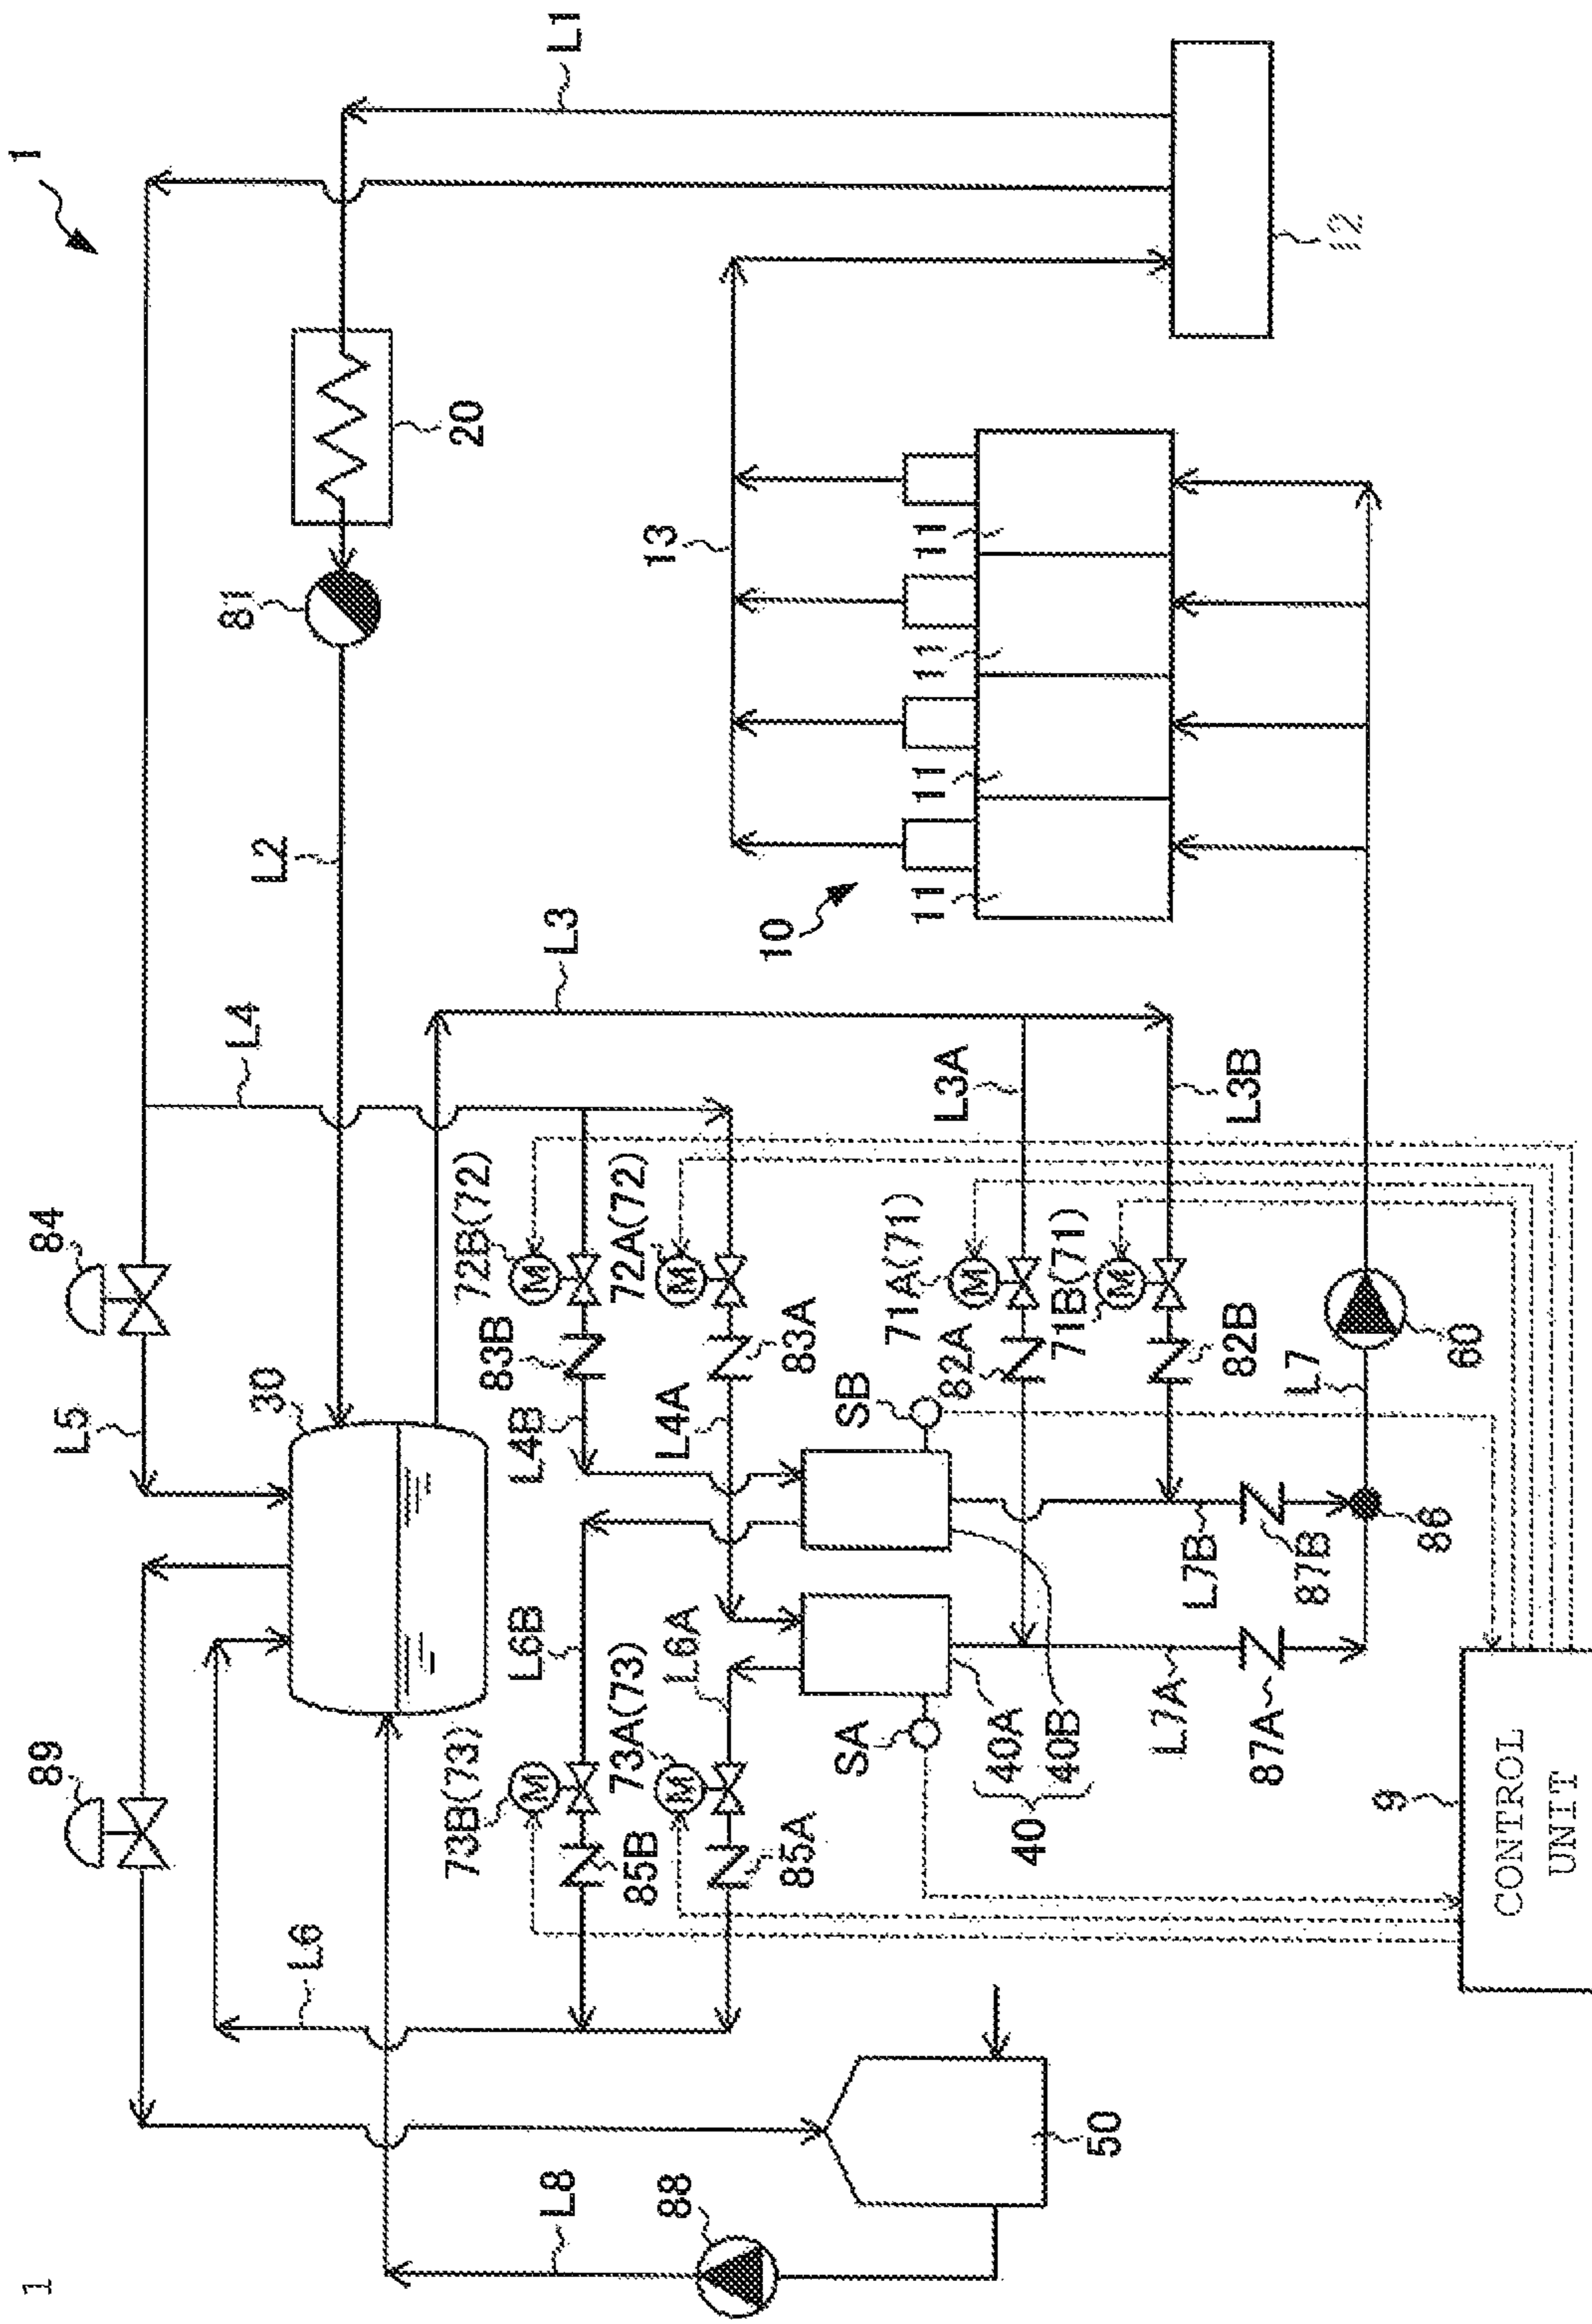 1
1
89
84
L5
81
L4
30
L2
L6
20
73B(73)
72B(72)
83B
L4B
L6B
L8
L3
L1
73A(73)
72A(72)
85B
13
88
L6A
L4A
10
85A
83A
SA
SB
71A(71)
11
11
11
11
82A
L3A
40A
40
40B
71B(71)
50
L7A
L7B
82B
L3B
87A
87B
L7
12
9
88
60
CONTROL
UNIT